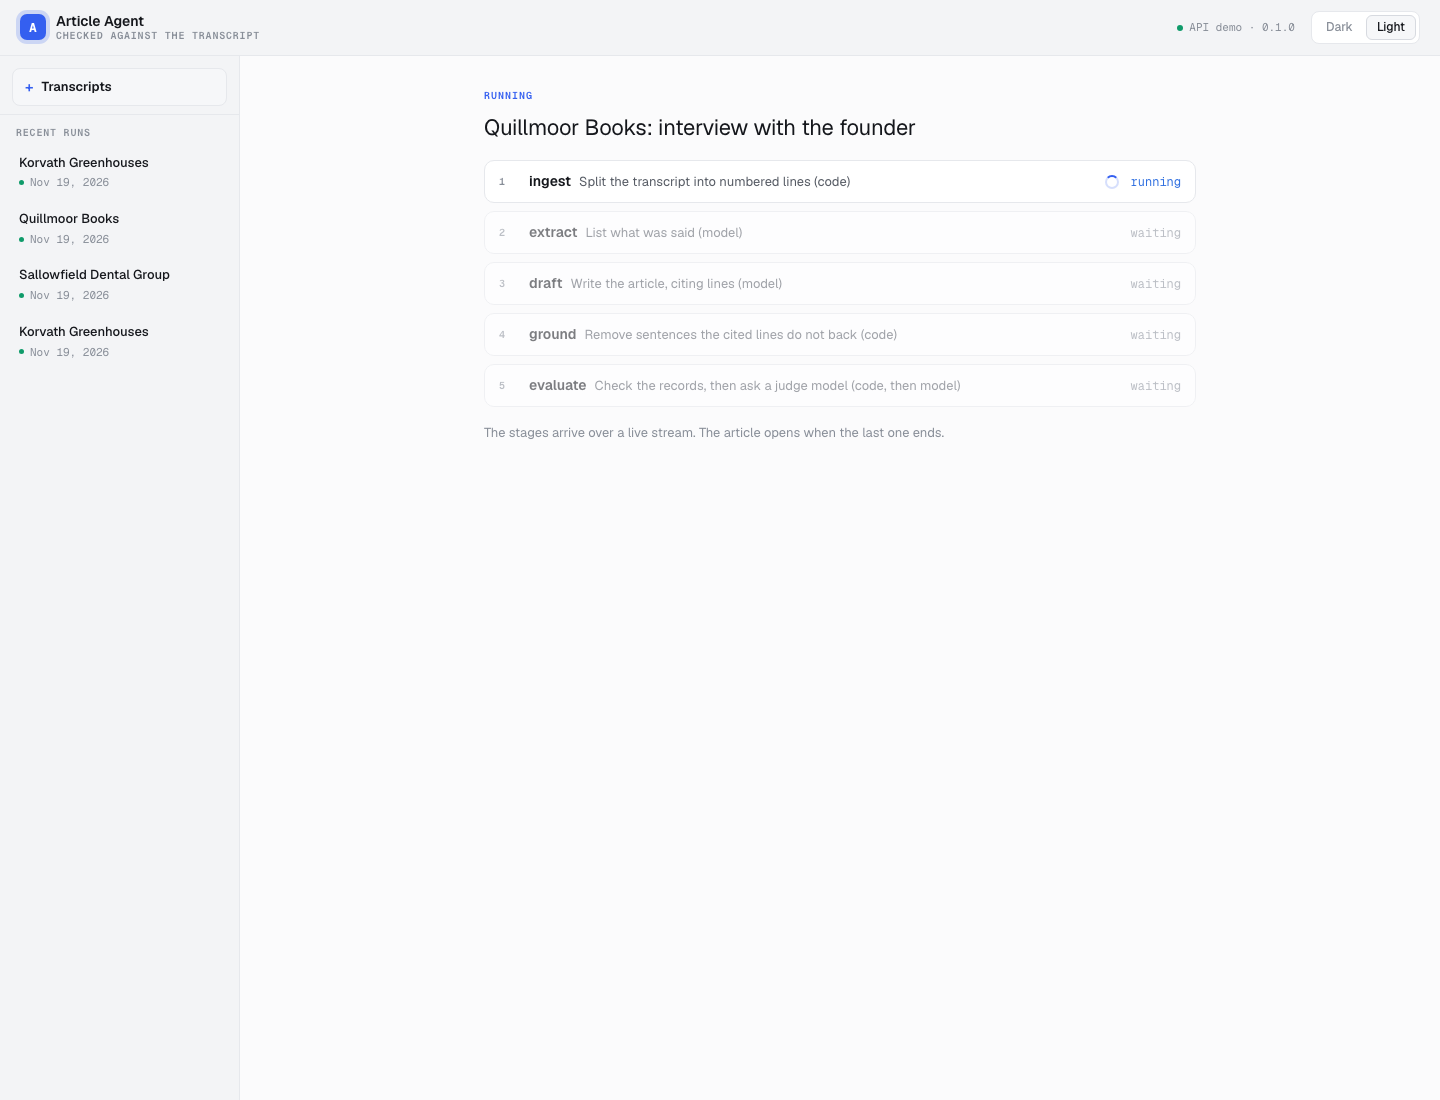 A
Article Agent
CHECKED AGAINST THE TRANSCRIPT
API demo · 0.1.0
Dark
Light
+ Transcripts
RECENT RUNS
Korvath Greenhouses
Nov 19, 2026
Quillmoor Books
Nov 19, 2026
Sallowfield Dental Group
Nov 19, 2026
Korvath Greenhouses
Nov 19, 2026
RUNNING
Quillmoor Books: interview with the founder
1 ingest Split the transcript into numbered lines (code) running
2 extract List what was said (model) waiting
3 draft Write the article, citing lines (model) waiting
4 ground Remove sentences the cited lines do not back (code) waiting
5 evaluate Check the records, then ask a judge model (code, then model) waiting
The stages arrive over a live stream. The article opens when the last one ends.